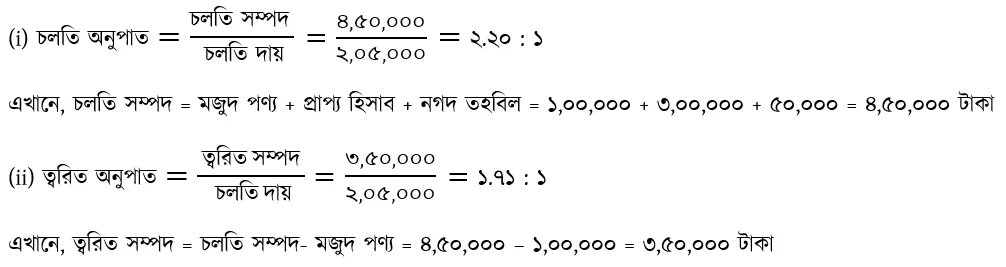 (i) চলতি অনুপাত = চলতি সম্পদ / চলতি দায় = ৪,৫০,০০০ / ২,০৫,০০০ = ২.২০ : ১
এখানে, চলতি সম্পদ = মজুদ পণ্য + প্রাপ্য হিসাব + নগদ তহবিল = ১,০০,০০০ + ৩,০০,০০০ + ৫০,০০০ = ৪,৫০,০০০ টাকা
(ii) ত্বরিত অনুপাত = ত্বরিত সম্পদ / চলতি দায় = ৩,৫০,০০০ / ২,০৫,০০০ = ১.৭১ : ১
এখানে, ত্বরিত সম্পদ = চলতি সম্পদ- মজুদ পণ্য = ৪,৫০,০০০ – ১,০০,০০০ = ৩,৫০,০০০ টাকা